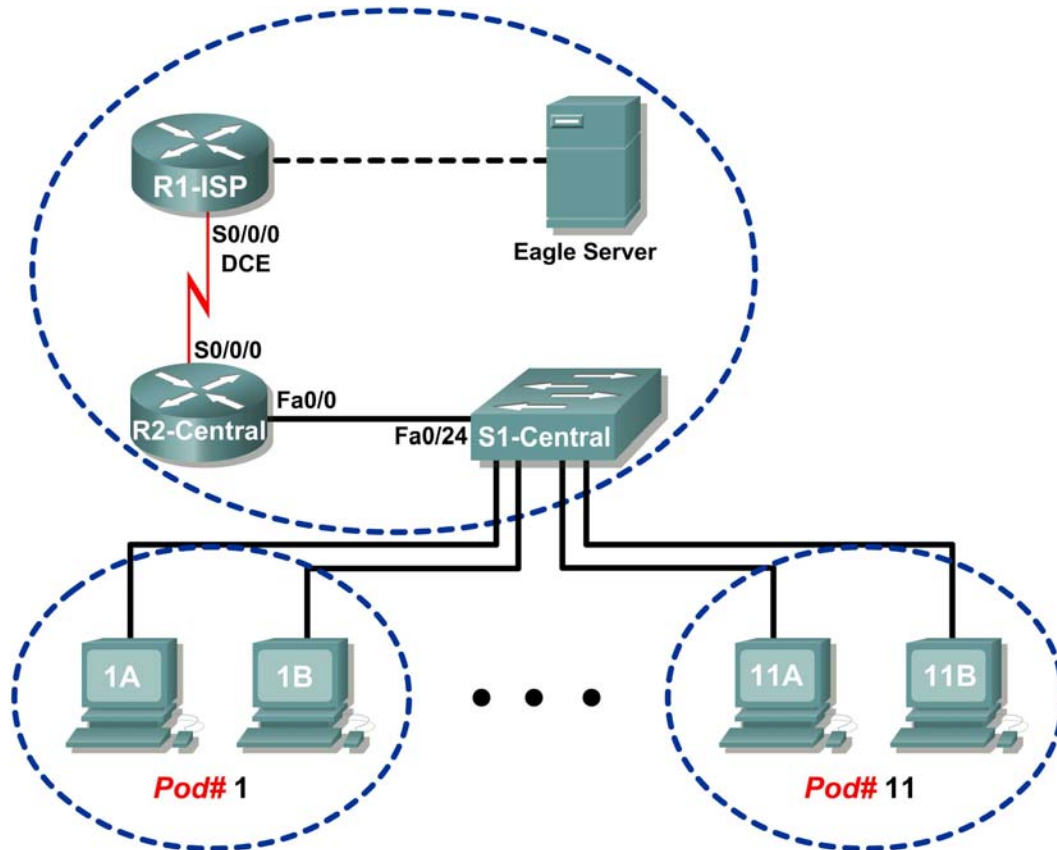 R1-ISP
S0/0/0
DCE
Eagle Server
S0/0/0
R2-Central
Fa0/0
Fa0/24
S1-Central
1A
1B
11A
11B
Pod# 1
Pod# 11